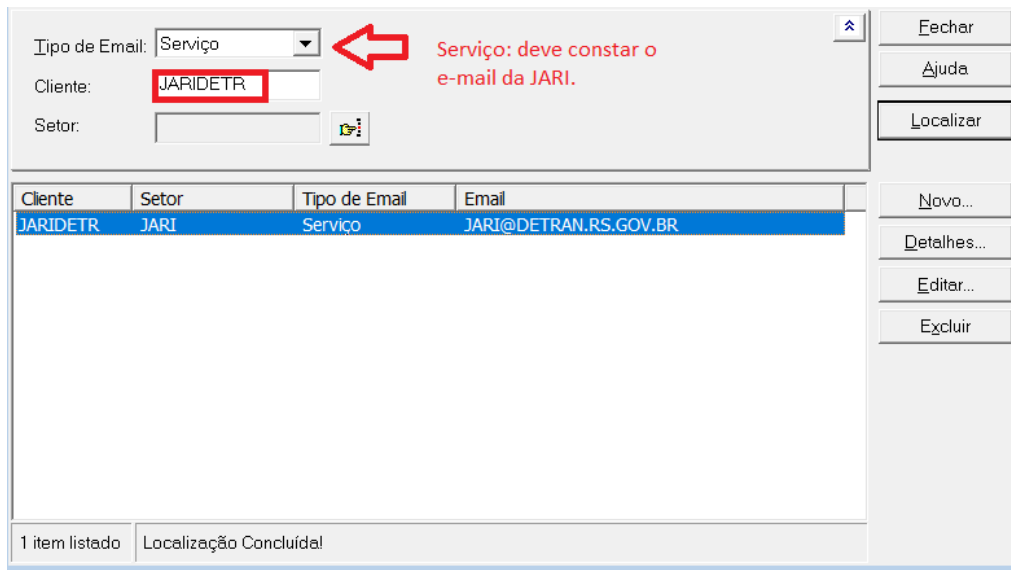 Tipo de Email: Serviço
Serviço: deve constar o
e-mail da JARI.
Cliente: JARIDETR
Setor:
Fechar
Ajuda
Localizar
Cliente Setor Tipo de Email Email
JARIDETR JARI Serviço JARI@DETRAN.RS.GOV.BR
Novo...
Detalhes...
Editar...
Excluir
1 item listado Localização Concluída!